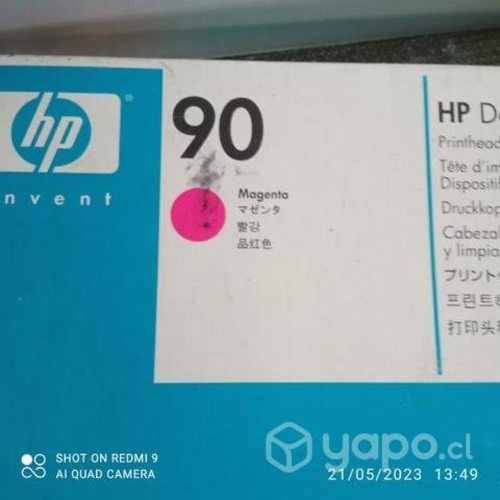 hp
®
invent
90
Magenta
マゼンタ
빨강
品红色
HP
Printhead
Tête d'im
Dispositif
Druckkop
Cabezal
y limpia
プリント
프린트
打印头
SHOT ON REDMI 9
AI QUAD CAMERA
yapo.cl
21/05/2023 13:49